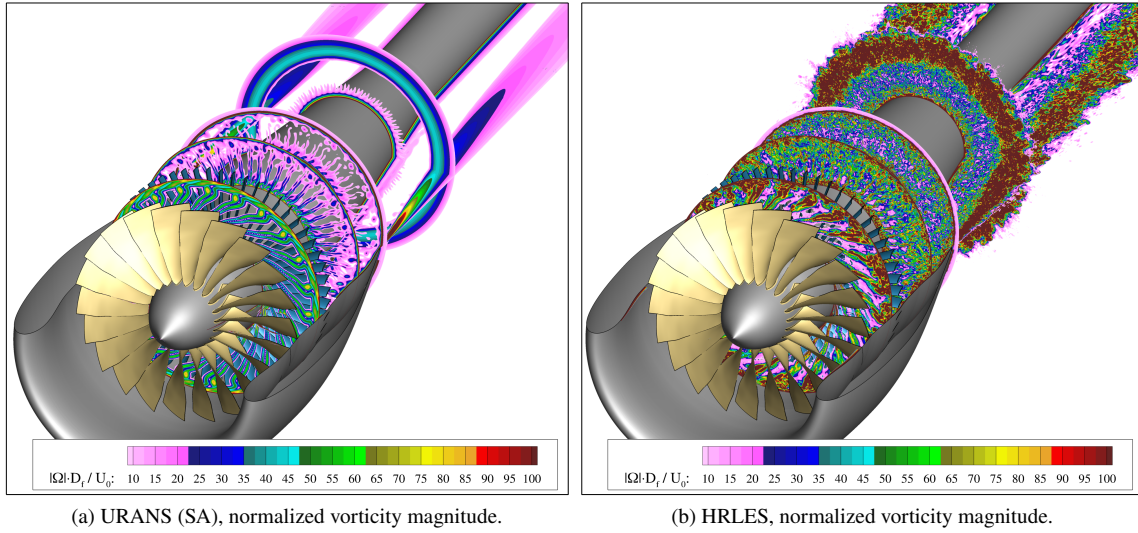 |Ω|·D_f / U_0: 10 15 20 25 30 35 40 45 50 55 60 65 70 75 80 85 90 95 100
|Ω|·D_f / U_0: 10 15 20 25 30 35 40 45 50 55 60 65 70 75 80 85 90 95 100
(a) URANS (SA), normalized vorticity magnitude.
(b) HRLES, normalized vorticity magnitude.